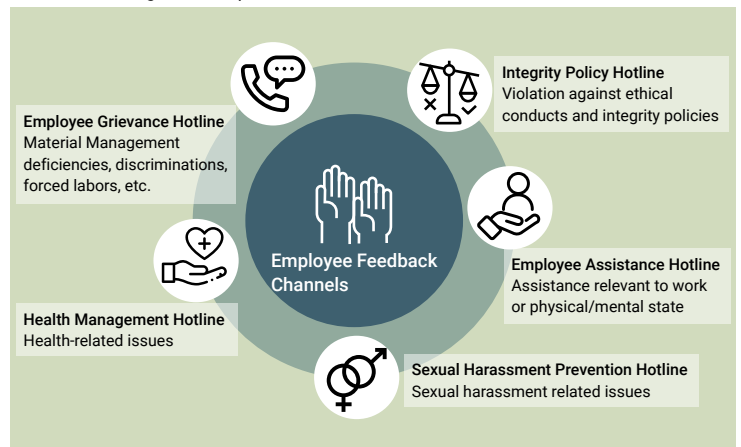 Integrity Policy Hotline
Violation against ethical
conducts and integrity policies
Employee Grievance Hotline
Material Management
deficiencies, discriminations,
forced labors, etc.
Employee Feedback
Channels
Employee Assistance Hotline
Assistance relevant to work
or physical/mental state
Health Management Hotline
Health-related issues
Sexual Harassment Prevention Hotline
Sexual harassment related issues